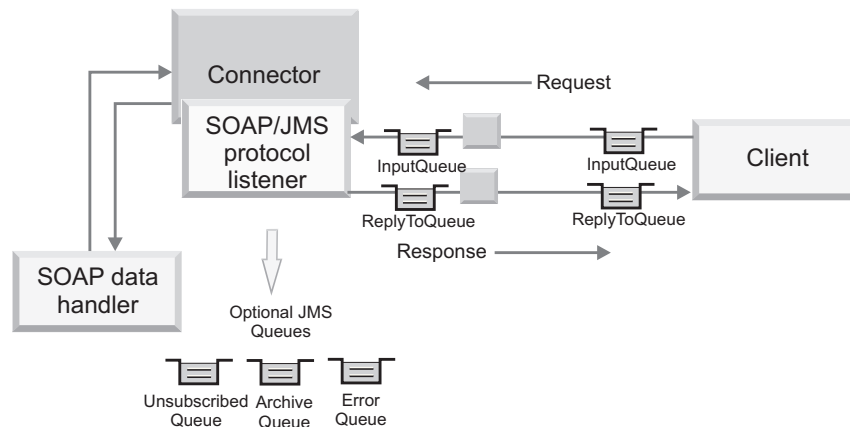 Connector
Request
SOAP/JMS
protocol
listener
InputQueue
InputQueue
Client
ReplyToQueue
ReplyToQueue
Response
SOAP data
handler
Optional JMS
Queues
Unsubscribed
Queue
Archive
Queue
Error
Queue